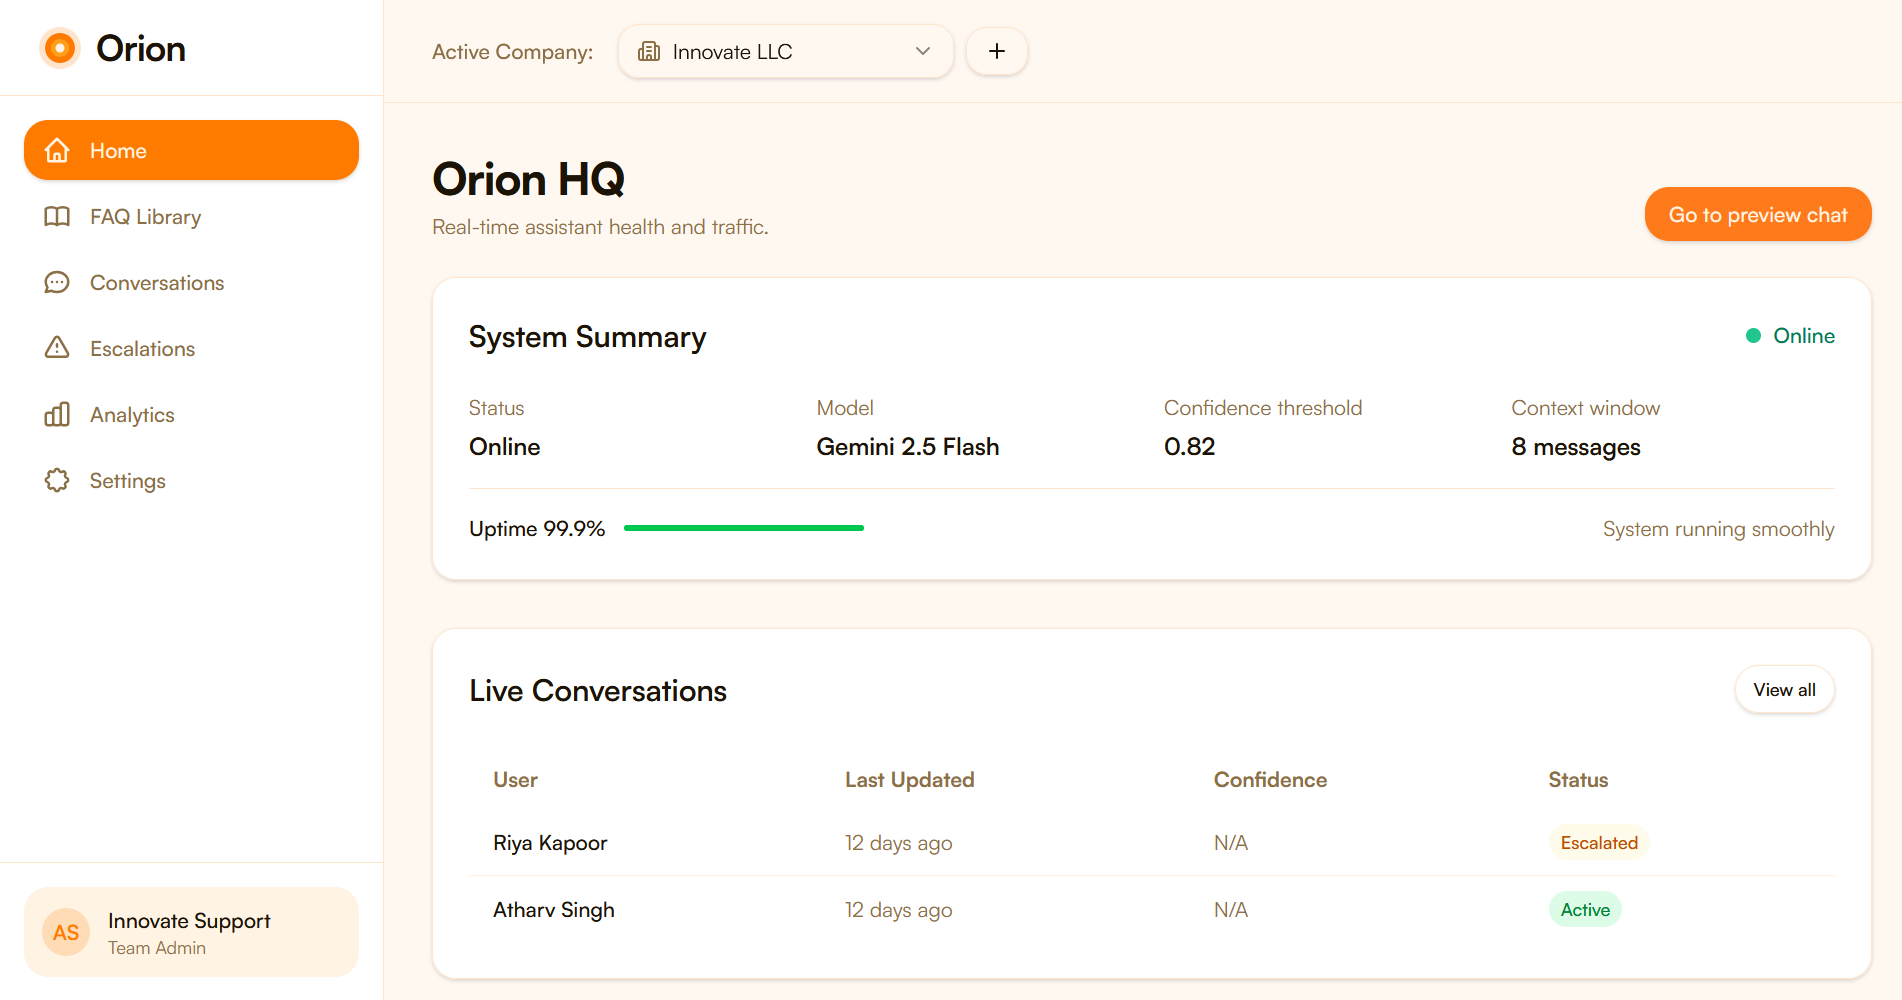 Orion
Home
FAQ Library
Conversations
Escalations
Analytics
Settings
AS
Innovate Support
Team Admin
Active Company:
Innovate LLC
+
Orion HQ
Real-time assistant health and traffic.
Go to preview chat
System Summary
Online
Status
Model
Confidence threshold
Context window
Online
Gemini 2.5 Flash
0.82
8 messages
Uptime 99.9%
System running smoothly
Live Conversations
View all
User Last Updated Confidence Status
Riya Kapoor 12 days ago N/A Escalated
Atharv Singh 12 days ago N/A Active